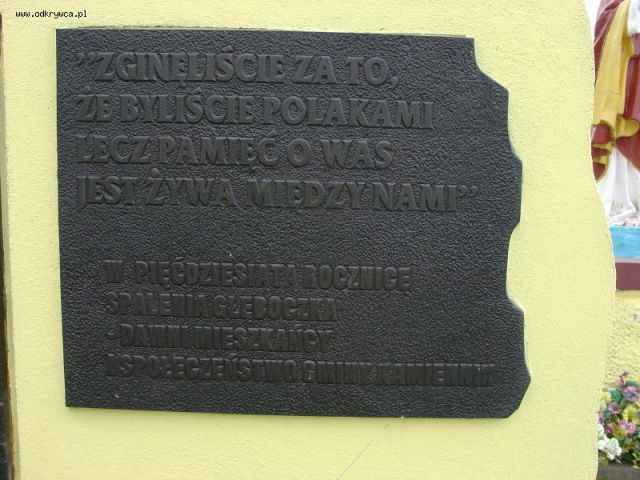 www.odkrywca.pl
"ZGINĘLIŚCIE ZA TO,
ŻE BYLIŚCIE POLAKAMI
LECZ PAMIĘĆ O WAS
JEST ŻYWA MIĘDZY NAMI"
W PIĘĆDZIESIĄTĄ ROCZNICĘ
SPALENIA GŁĘBOCZKA
-DAWNI MIESZKAŃCY
I SPOŁECZEŃSTWO GMINY KAMIENNIK